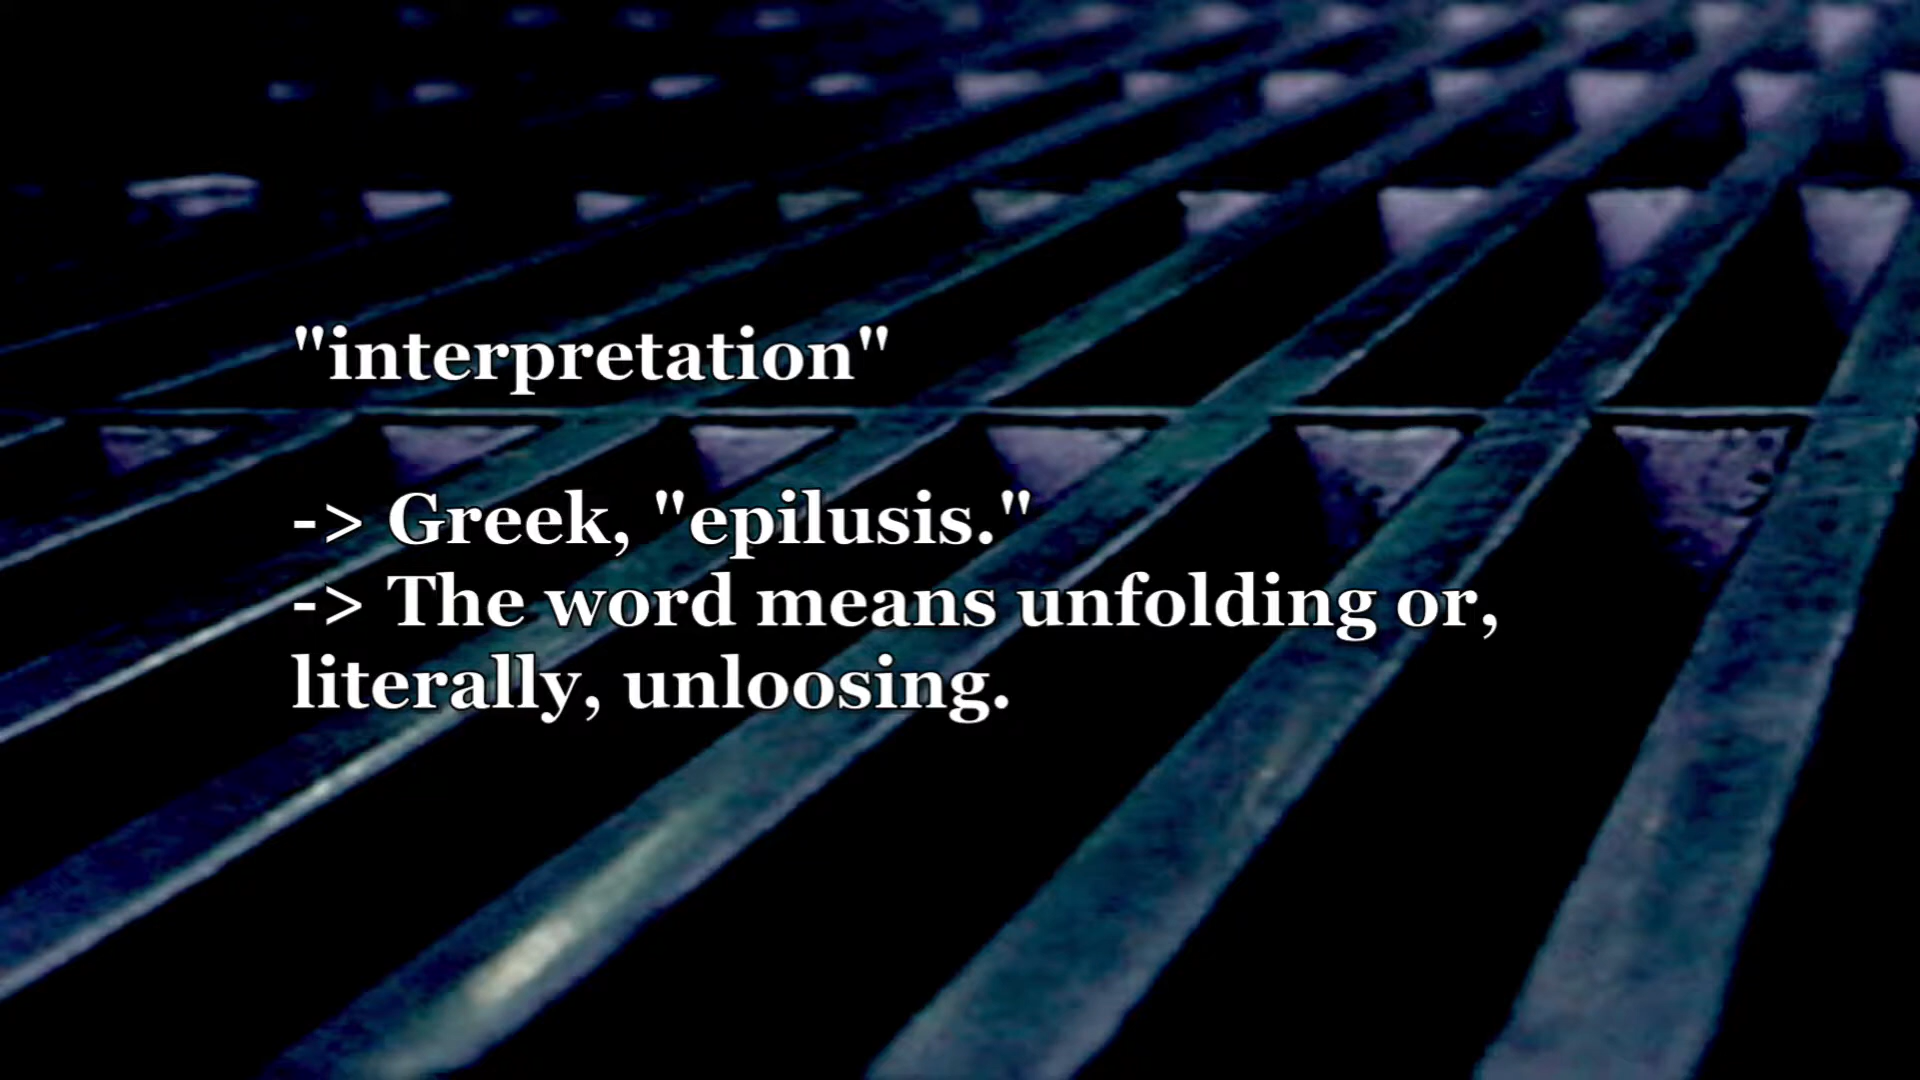 "interpretation"
-> Greek, "epilusis."
-> The word means unfolding or,
literally, unloosing.